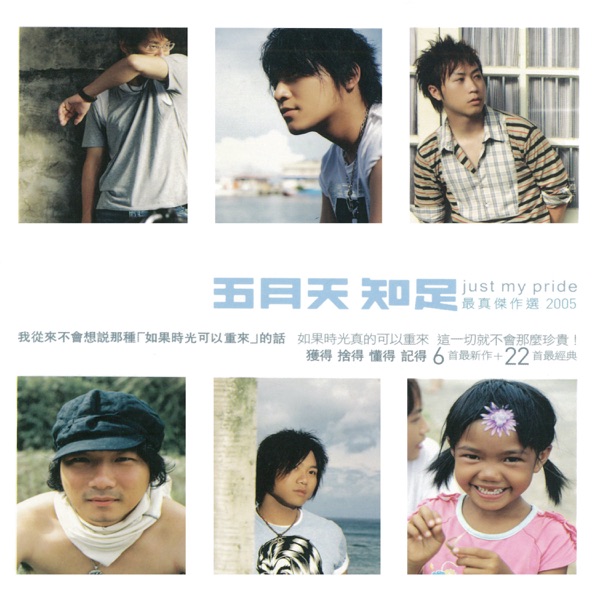 五月天 知足 just my pride
最真傑作選 2005
我從來不會想説那種「如果時光可以重來」的話 如果時光真的可以重來 這一切就不會那麼珍貴！
獲得 捨得 懂得 記得 6首最新作+22首最經典